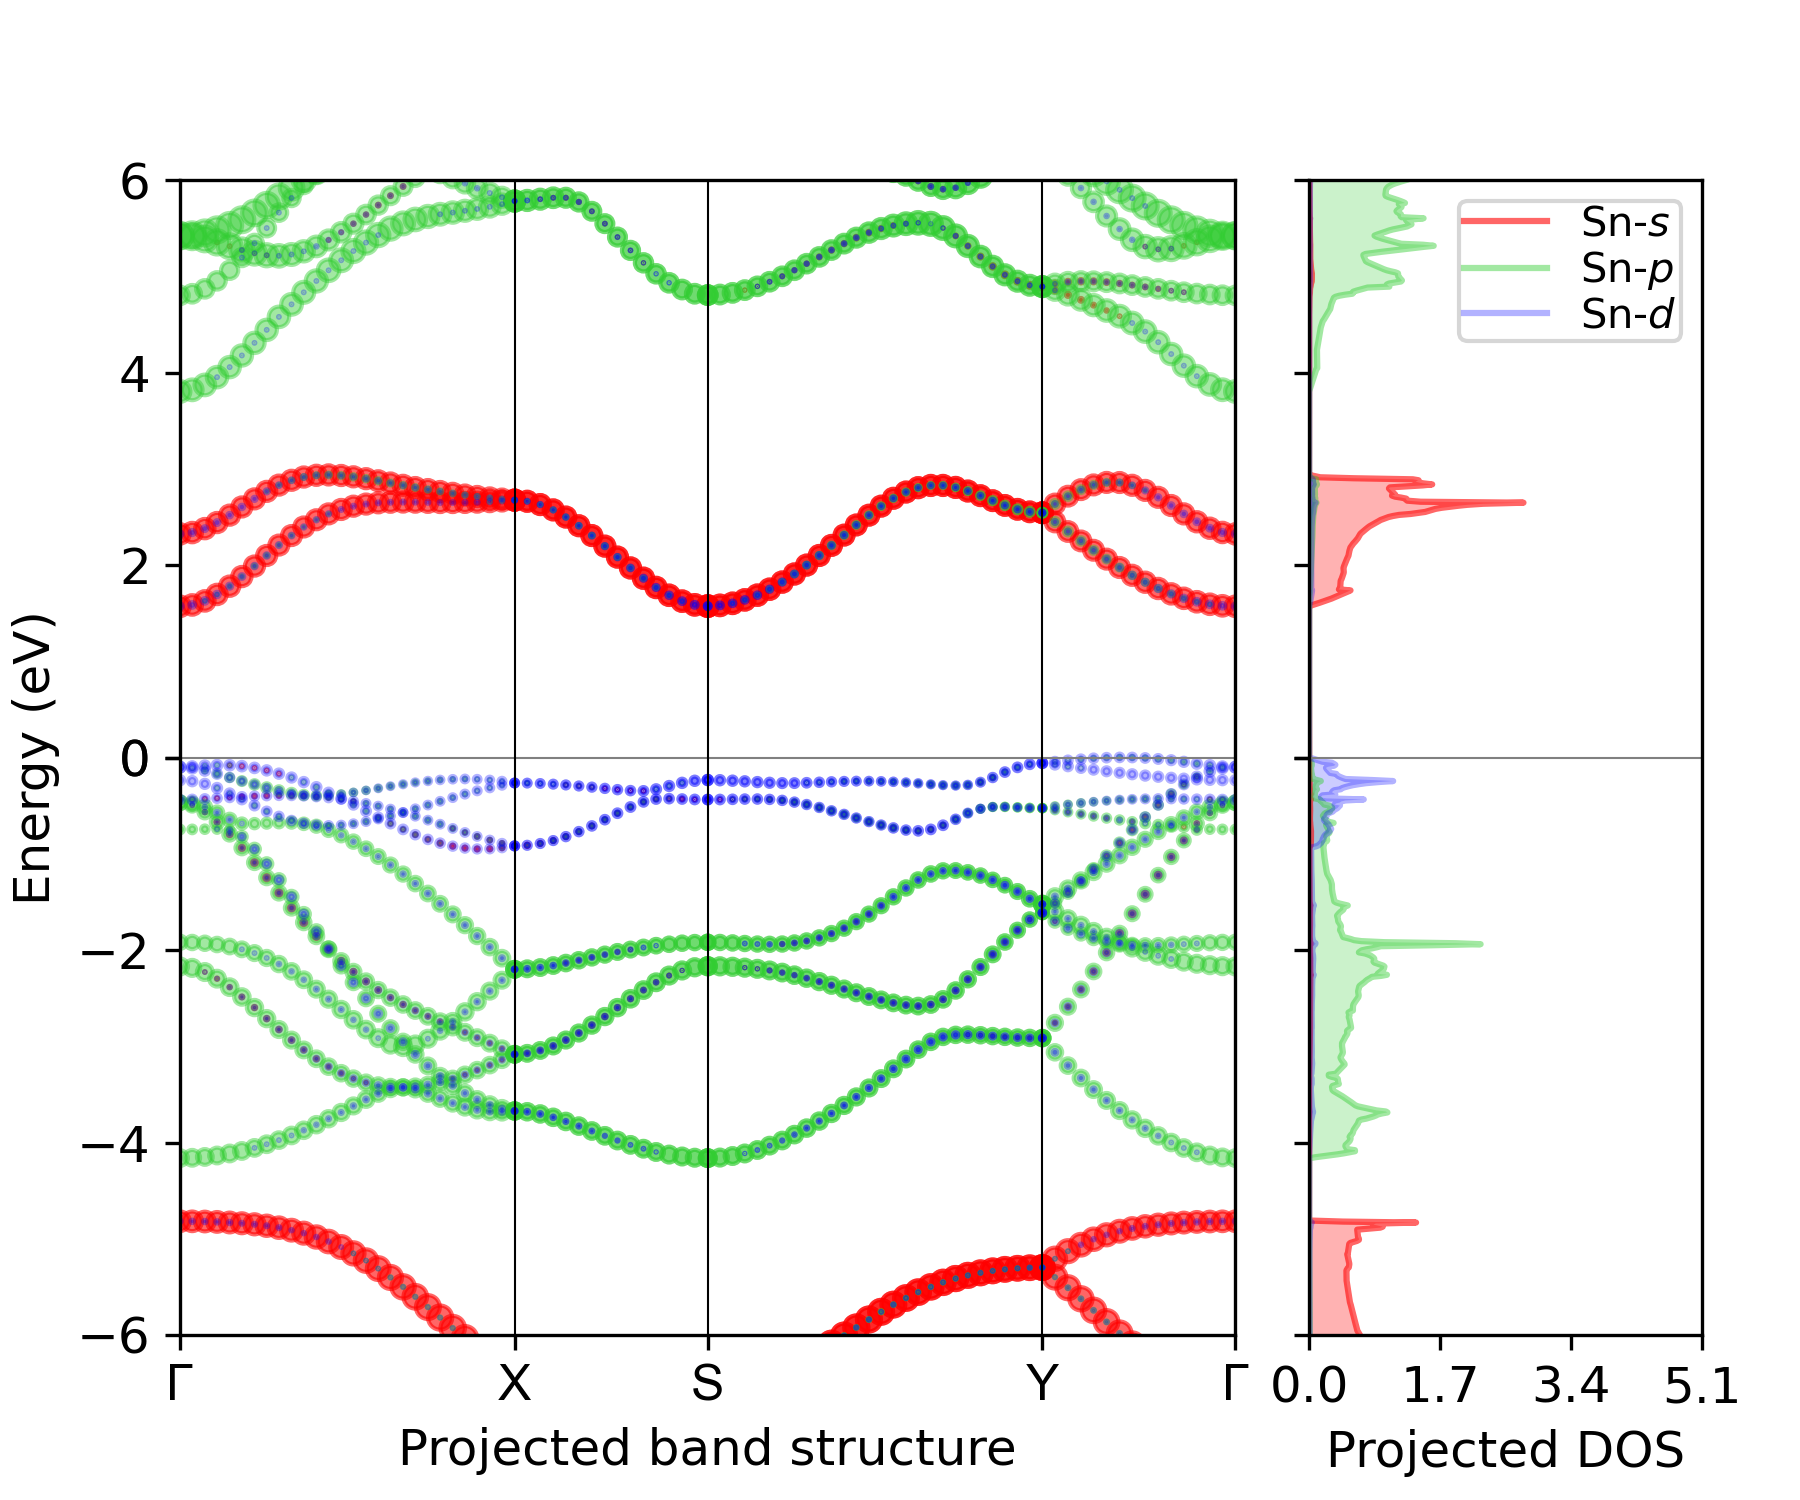 6
4
2
0
−2
−4
−6
Energy (eV)
Γ X S Y Γ
Projected band structure
Sn-s
Sn-p
Sn-d
0.0 1.7 3.4 5.1
Projected DOS